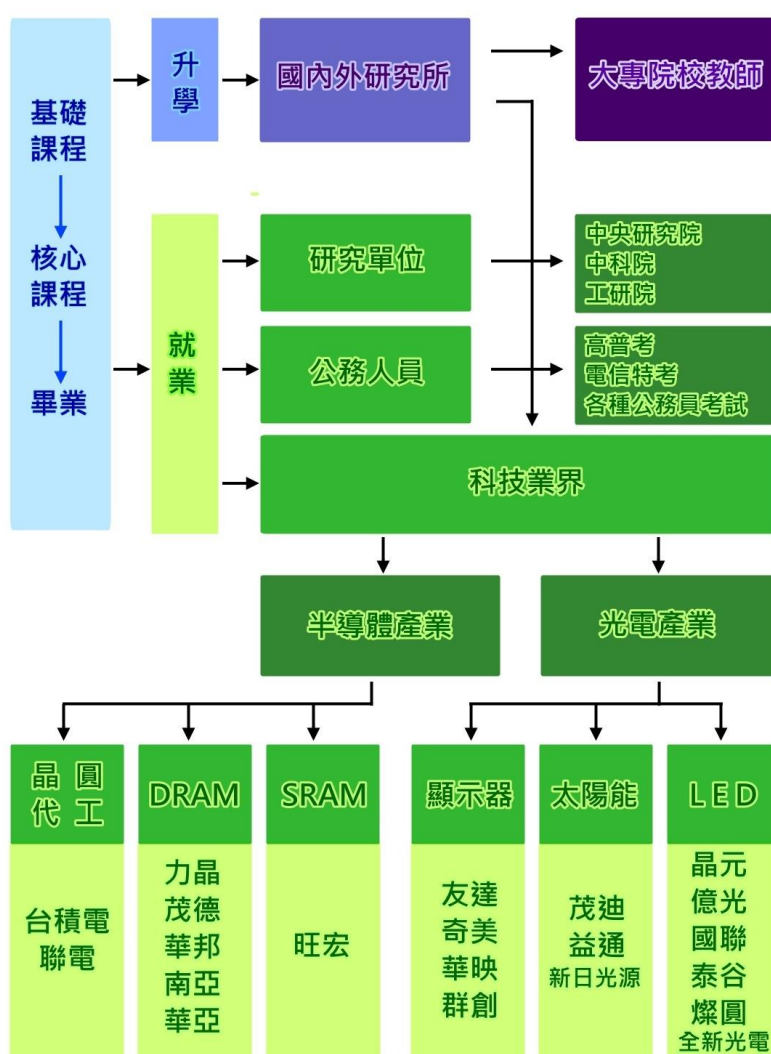 基礎
課程
核心
課程
畢業
升
學
國內外研究所
大專院校教師
就
業
研究單位
中央研究院
中科院
工研院
公務人員
高普考
電信特考
各種公務員考試
科技業界
半導體產業
光電產業
晶 圓
代 工
台積電
聯電
DRAM
力晶
茂德
華邦
南亞
華亞
SRAM
旺宏
顯示器
友達
奇美
華映
群創
太陽能
茂迪
益通
新日光源
LED
晶元
億光
國聯
泰谷
燦圓
全新光電